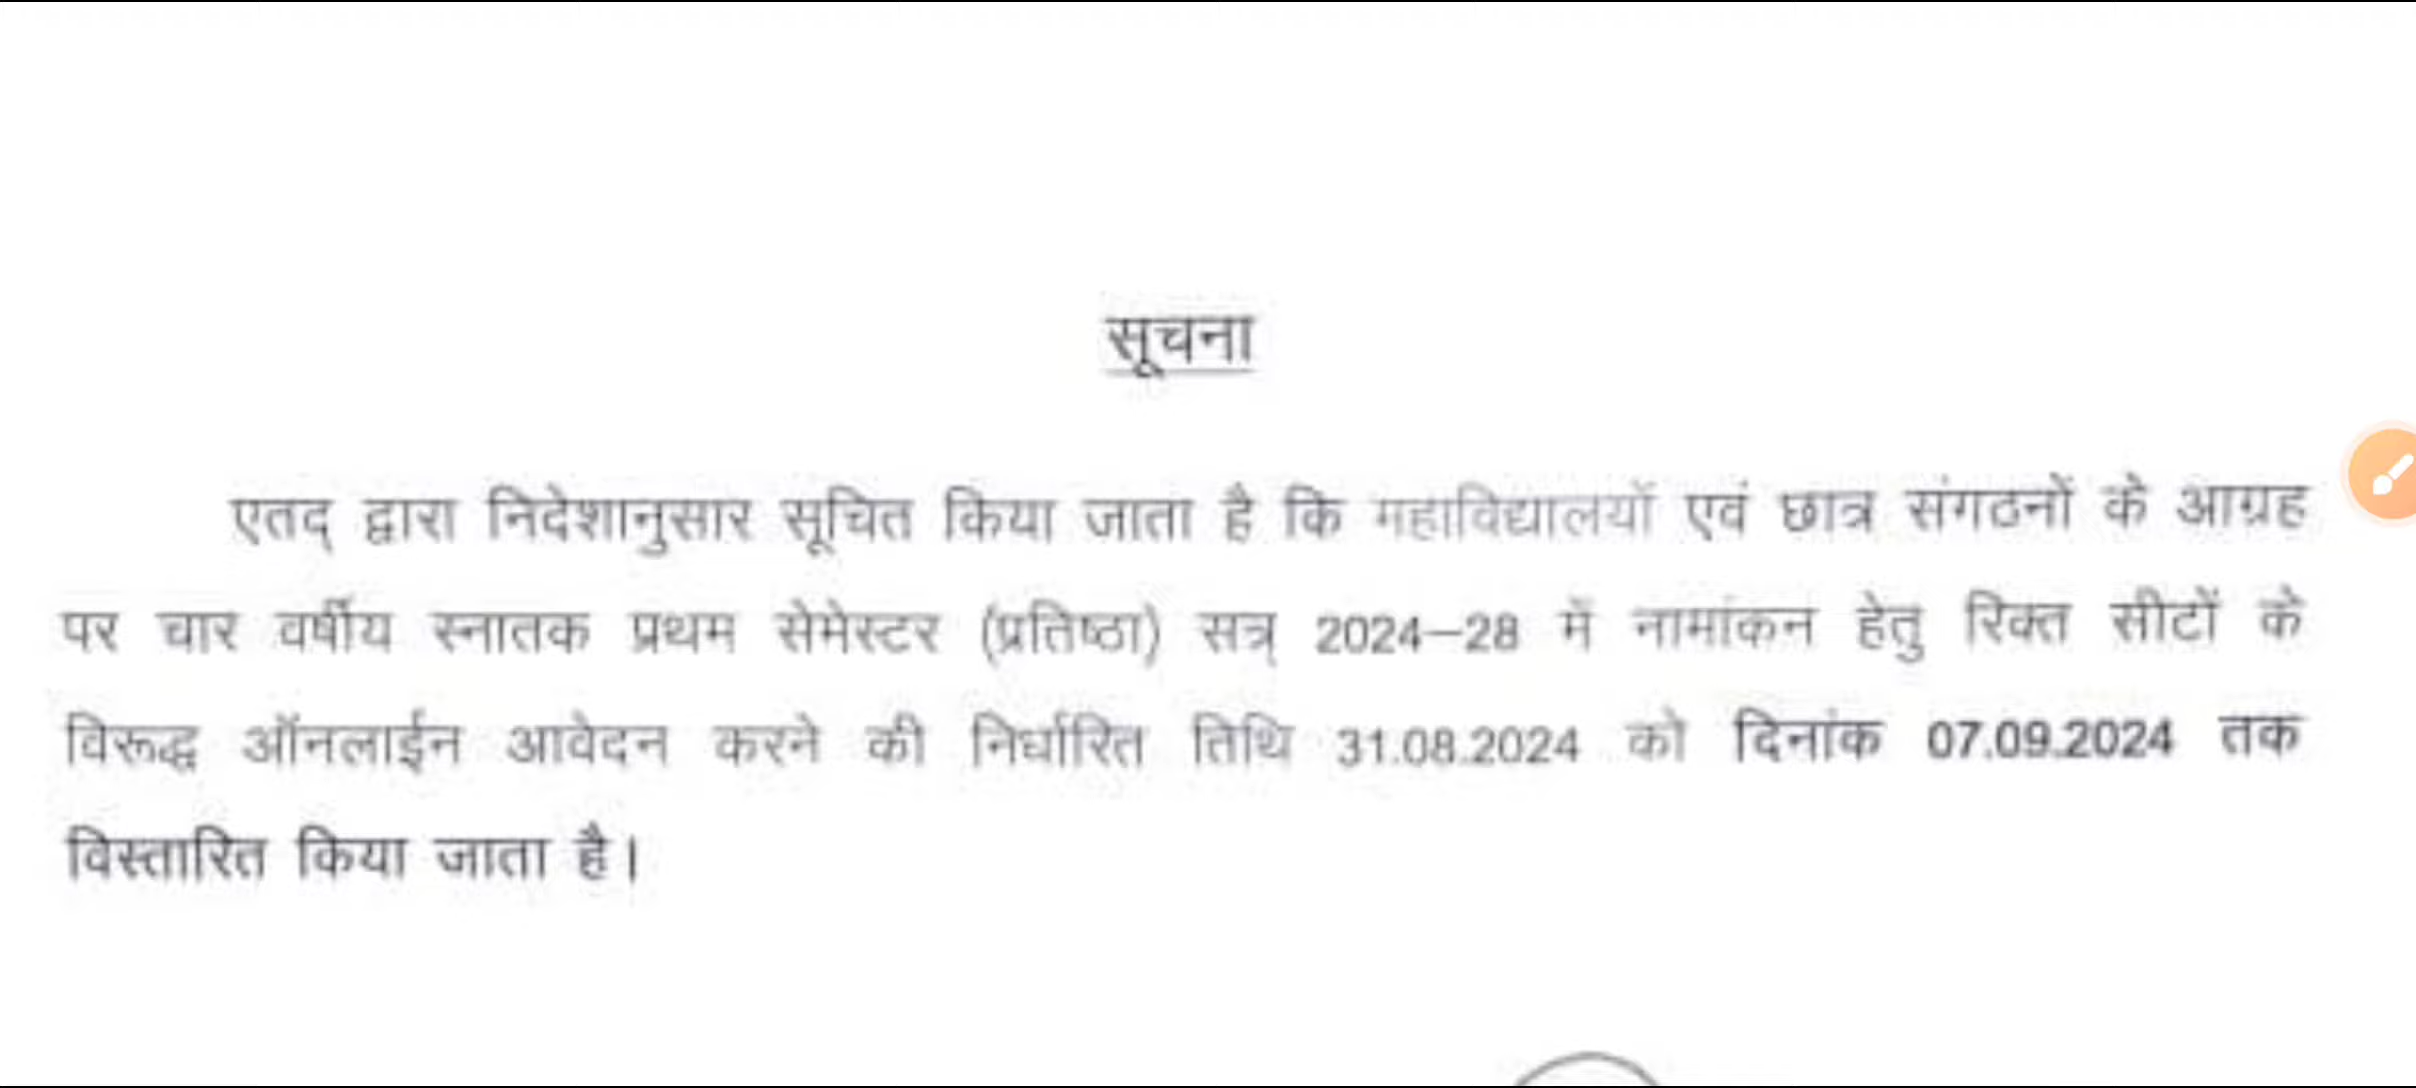 सूचना
एतद् द्वारा निदेशानुसार सूचित किया जाता है कि महाविद्यालयों एवं छात्र संगठनों के आग्रह
पर चार वर्षीय स्नातक प्रथम सेमेस्टर (प्रतिष्ठा) सत्र् 2024–28 में नामांकन हेतु रिक्त सीटों के
विरूद्ध ऑनलाईन आवेदन करने की निर्धारित तिथि 31.08.2024 को दिनांक 07.09.2024 तक
विस्तारित किया जाता है।